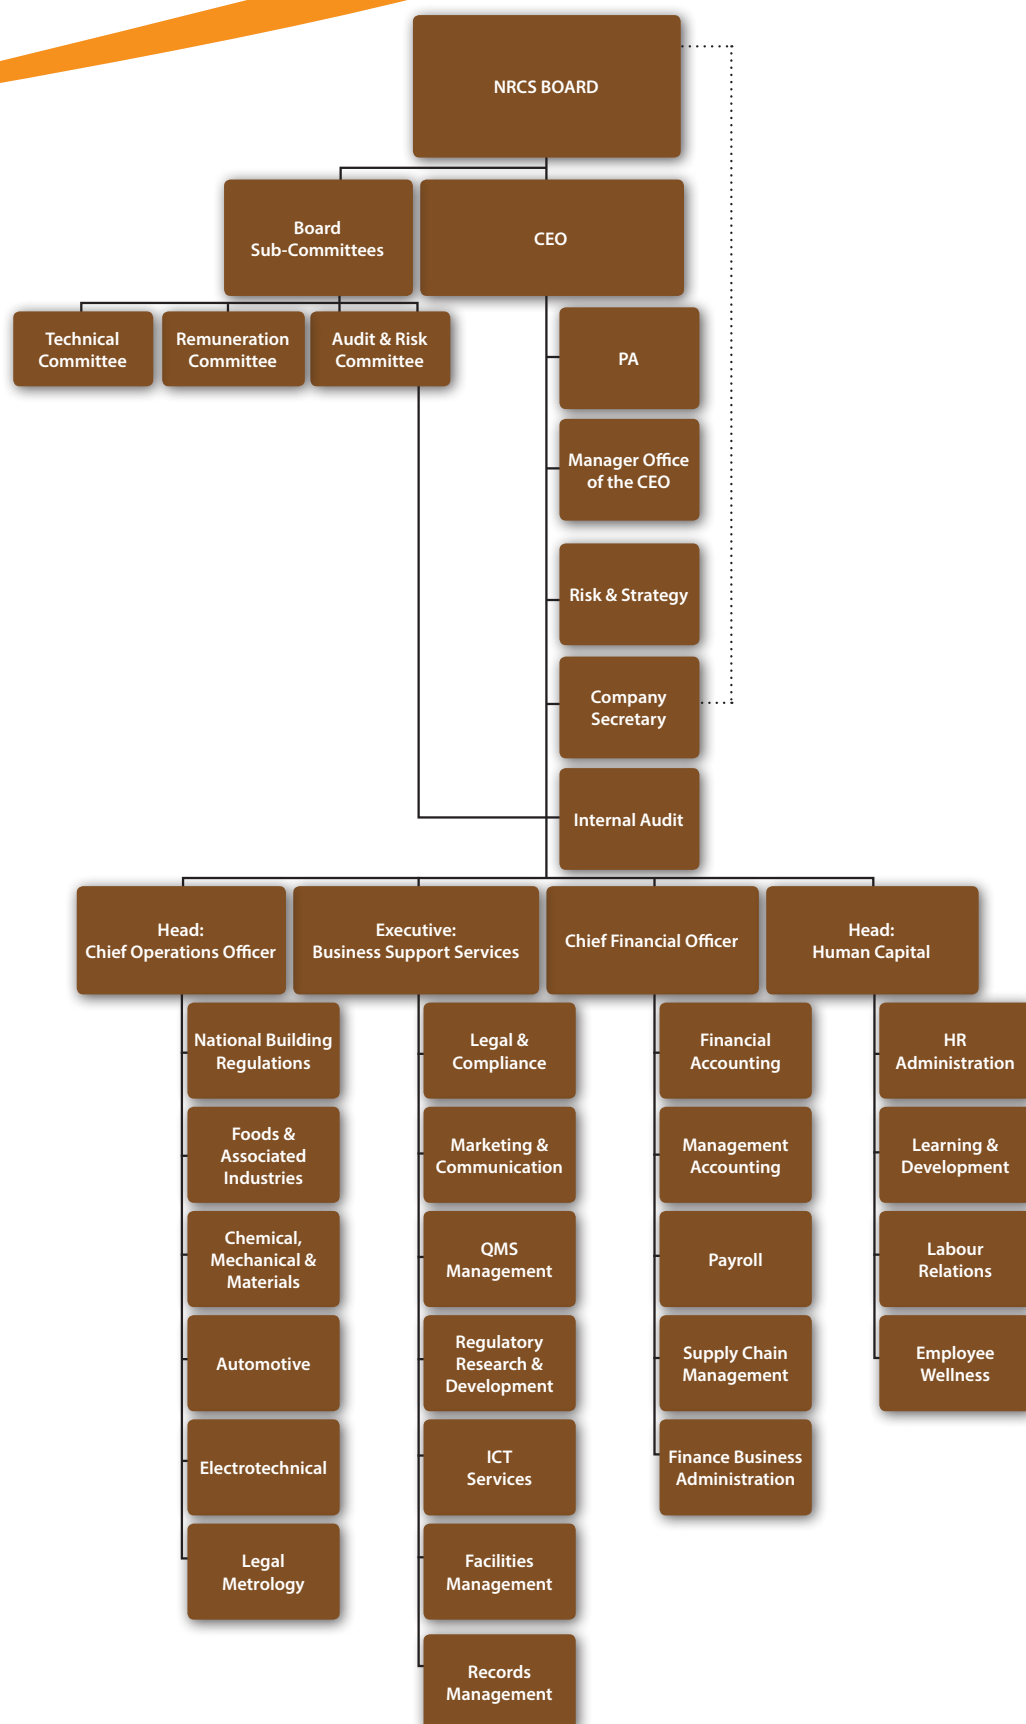 NRCS BOARD
Board
Sub-Committees
CEO
Technical
Committee
Remuneration
Committee
Audit & Risk
Committee
PA
Manager Office
of the CEO
Risk & Strategy
Company
Secretary
Internal Audit
Head:
Chief Operations Officer
Executive:
Business Support Services
Chief Financial Officer
Head:
Human Capital
National Building
Regulations
Foods &
Associated
Industries
Chemical,
Mechanical &
Materials
Automotive
Electrotechnical
Legal
Metrology
Legal &
Compliance
Marketing &
Communication
QMS
Management
Regulatory
Research &
Development
ICT
Services
Facilities
Management
Records
Management
Financial
Accounting
Management
Accounting
Payroll
Supply Chain
Management
Finance Business
Administration
HR
Administration
Learning &
Development
Labour
Relations
Employee
Wellness